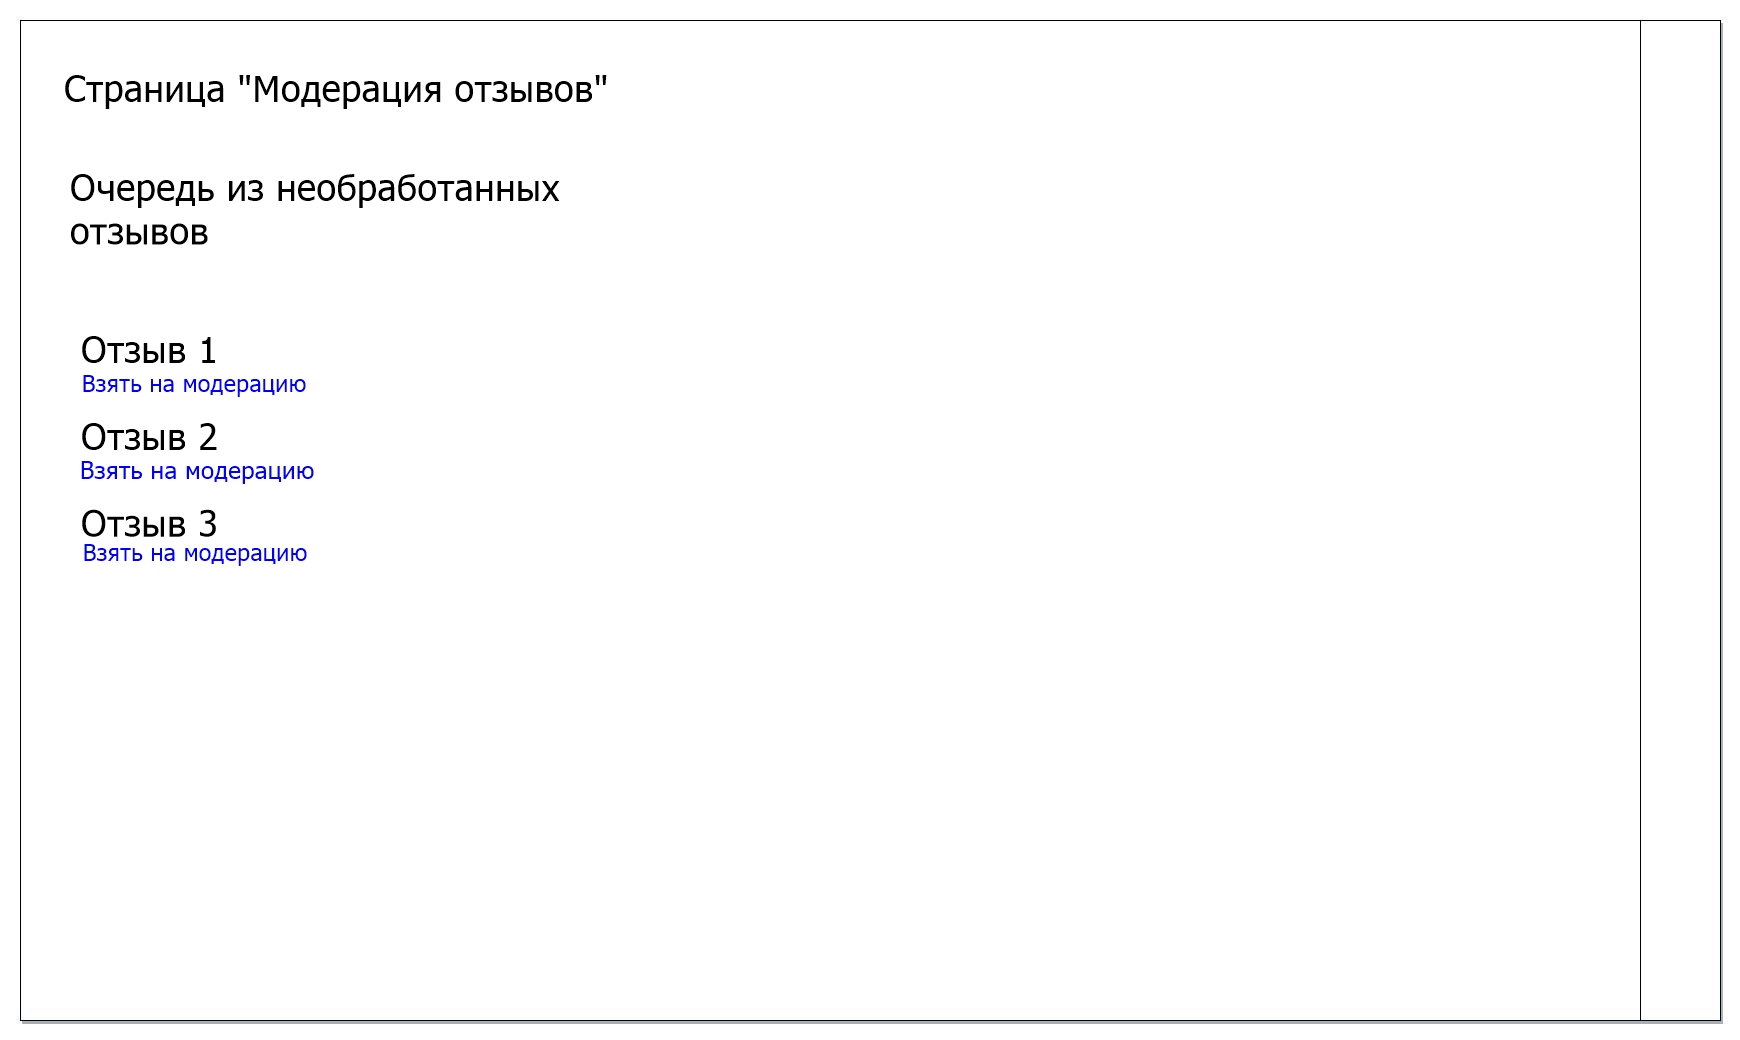 Страница "Модерация отзывов"
Очередь из необработанных
отзывов
Отзыв 1
Взять на модерацию
Отзыв 2
Взять на модерацию
Отзыв 3
Взять на модерацию